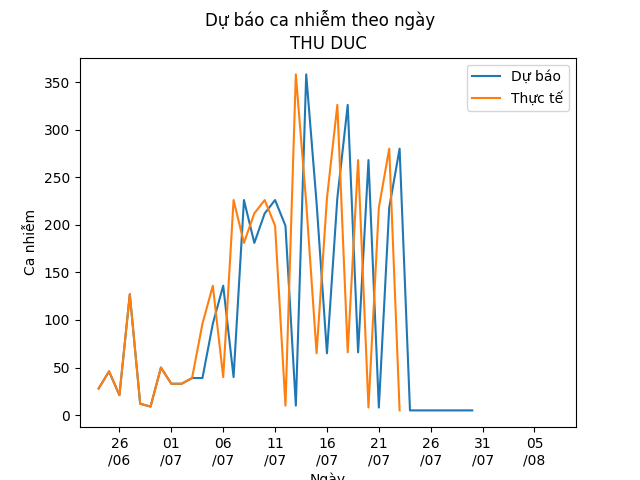 Dự báo ca nhiễm theo ngày
THU DUC
Dự báo
Thực tế
Ca nhiễm
350
300
250
200
150
100
50
0
26 01 06 11 16 21 26 31 05
/06 /07 /07 /07 /07 /07 /07 /07 /08
Ngày